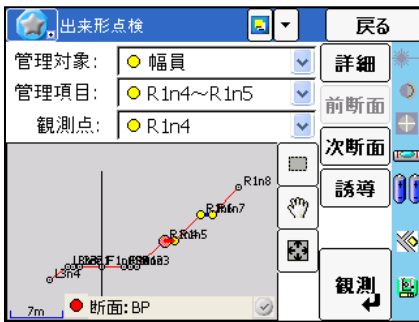 出来形点検
戻る
管理対象: 幅員
詳細
管理項目: R1n4～R1n5
前断面
観測点: R1n4
次断面
誘導
R1n8
L3n4
7m
断面:BP
観測